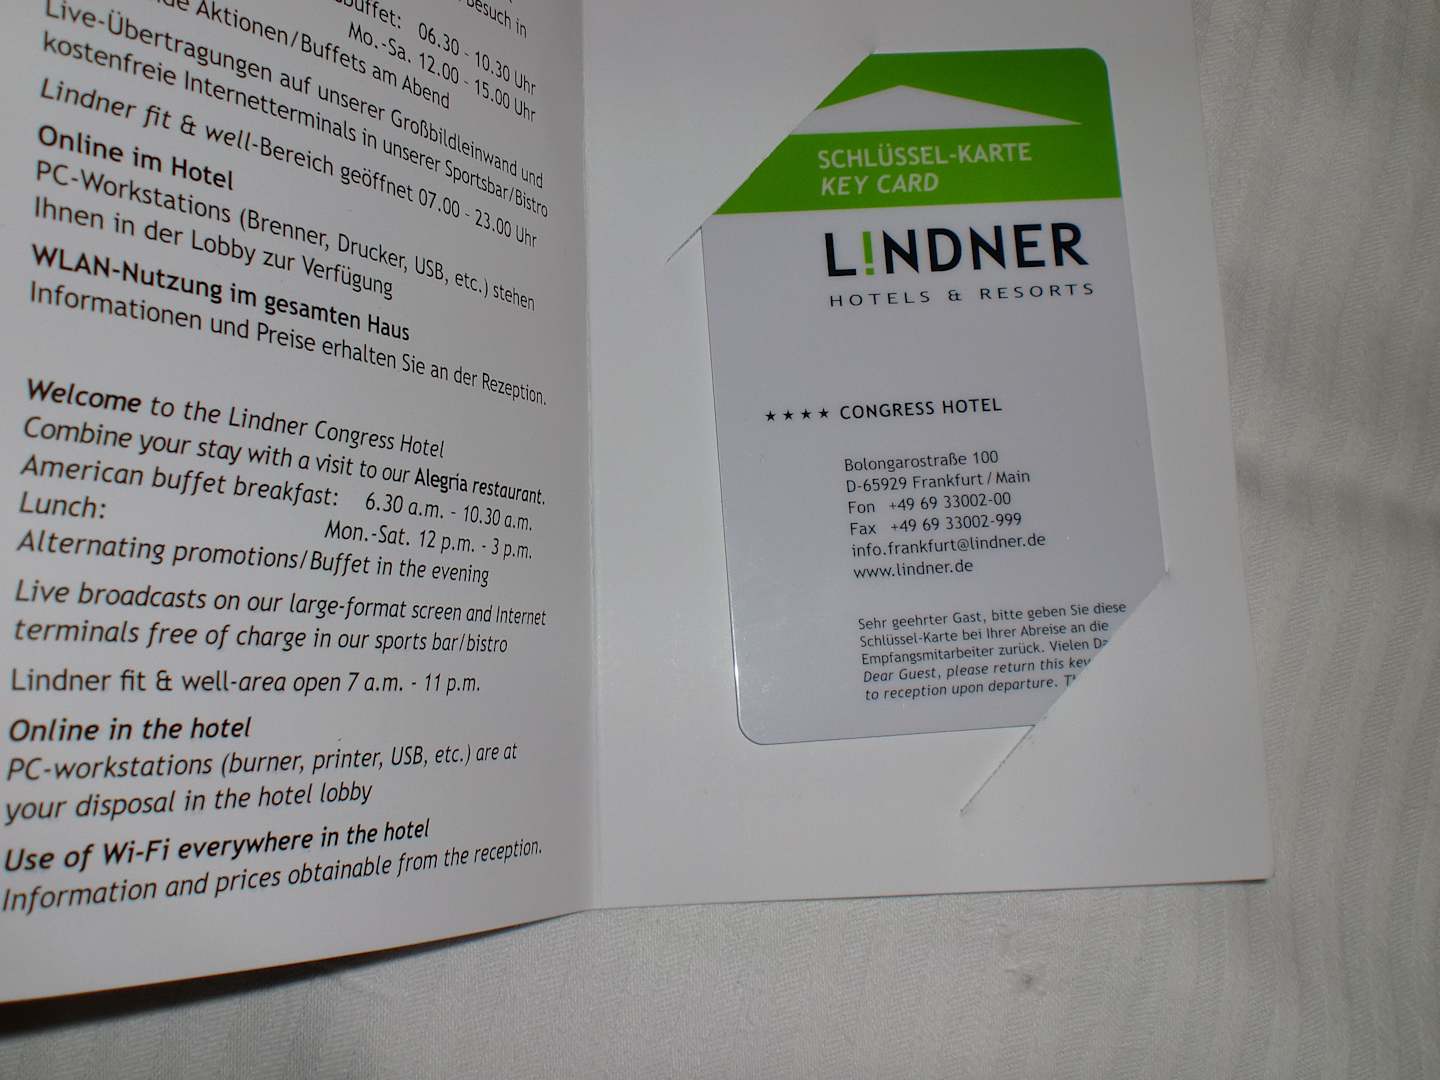 Besuch in
06.30 - 10.30 Uhr
Mo.-Sa. 12.00 - 15.00 Uhr
Aktionen/Buffets am Abend
Live-Übertragungen auf unserer Großbildleinwand und
kostenfreie Internetterminals in unserer Sportsbar/Bistro
Lindner fit & well-Bereich geöffnet 07.00 - 23.00 Uhr
Online im Hotel
PC-Workstations (Brenner, Drucker, USB, etc.) stehen
Ihnen in der Lobby zur Verfügung
WLAN-Nutzung im gesamten Haus
Informationen und Preise erhalten Sie an der Rezeption.
Welcome to the Lindner Congress Hotel
Combine your stay with a visit to our Alegria restaurant.
American buffet breakfast: 6.30 a.m. - 10.30 a.m.
Lunch: Mon.-Sat. 12 p.m. - 3 p.m.
Alternating promotions/Buffet in the evening
Live broadcasts on our large-format screen and Internet
terminals free of charge in our sports bar/bistro
Lindner fit & well-area open 7 a.m. - 11 p.m.
Online in the hotel
PC-workstations (burner, printer, USB, etc.) are at
your disposal in the hotel lobby
Use of Wi-Fi everywhere in the hotel
Information and prices obtainable from the reception.
SCHLÜSSEL-KARTE
KEY CARD
L!NDNER
HOTELS & RESORTS
★★★★ CONGRESS HOTEL
Bolongarostraße 100
D-65929 Frankfurt/Main
Fon +49 69 33002-00
Fax +49 69 33002-999
info.frankfurt@lindner.de
www.lindner.de
Sehr geehrter Gast, bitte geben Sie diese
Schlüssel-Karte bei Ihrer Abreise an die
Empfangsmitarbeiter zurück. Vielen
Dear Guest, please return this key
to reception upon departure.